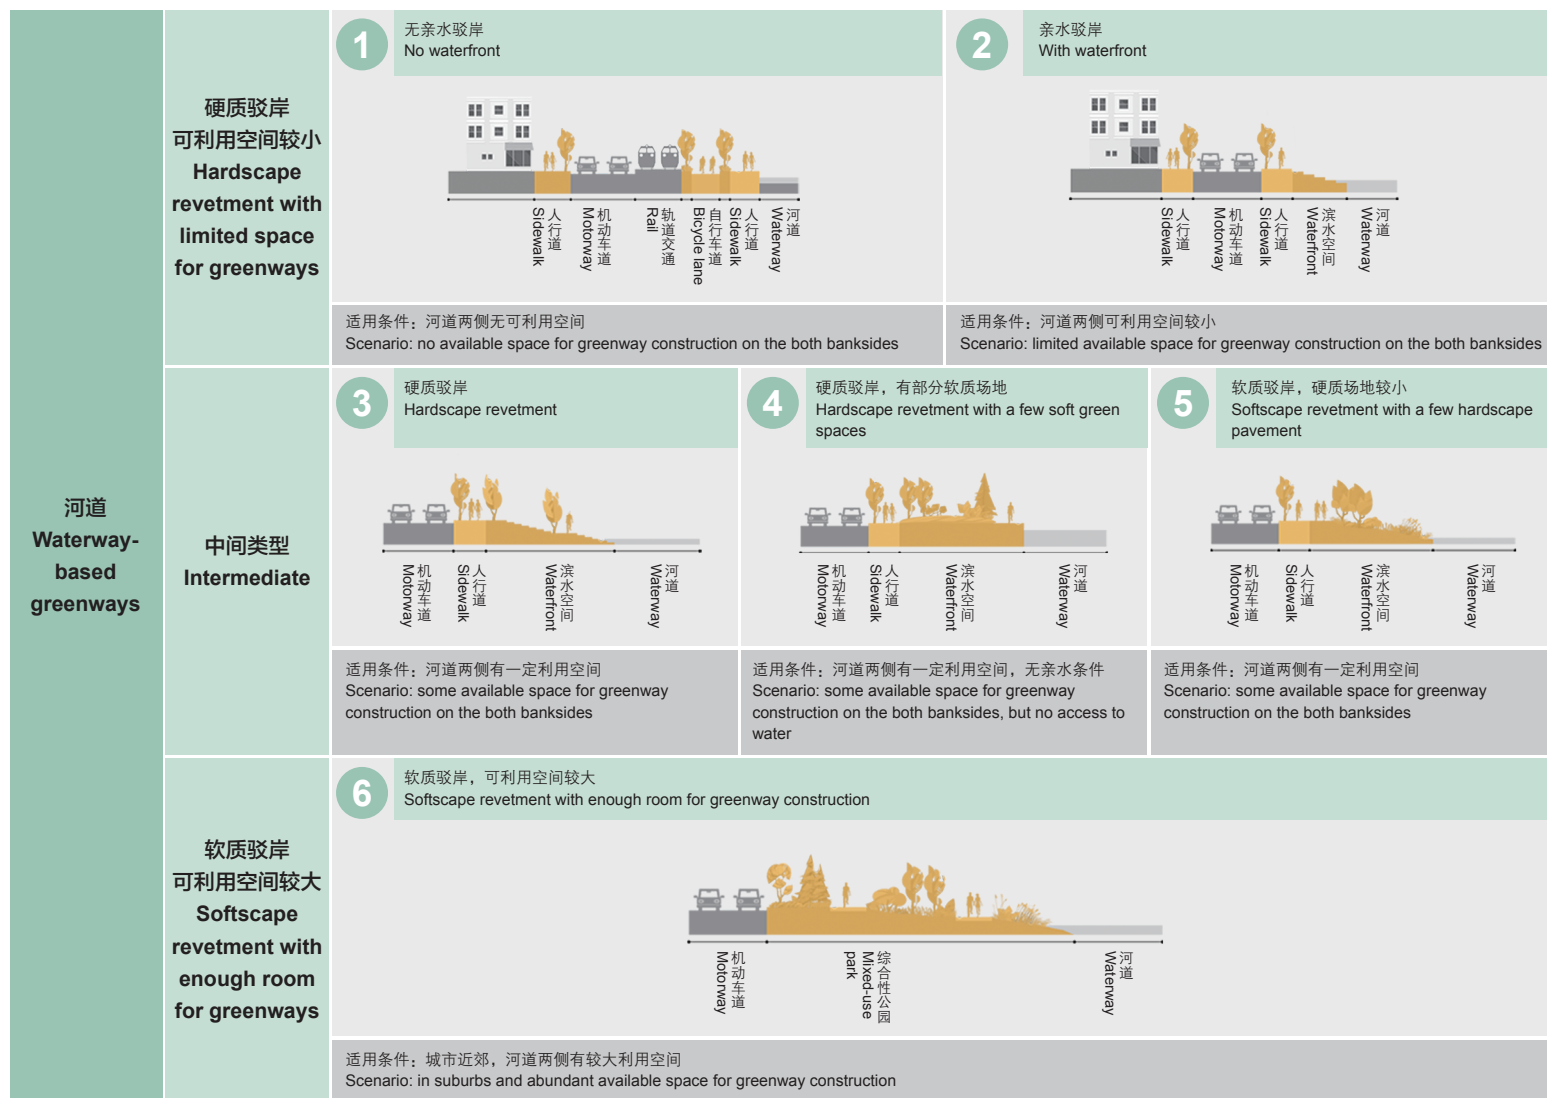 河道
Waterway-
based
greenways
硬质驳岸
可利用空间较小
Hardscape
revetment with
limited space
for greenways
1
无亲水驳岸
No waterfront
人行道
Sidewalk
机动车道
Motorway
轨道交通
Rail
自行车道
Bicycle lane
人行道
Sidewalk
河道
Waterway
适用条件：河道两侧无可利用空间
Scenario: no available space for greenway construction on the both banksides
2
亲水驳岸
With waterfront
人行道
Sidewalk
机动车道
Motorway
人行道
Sidewalk
滨水空间
Waterfront
河道
Waterway
适用条件：河道两侧可利用空间较小
Scenario: limited available space for greenway construction on the both banksides
中间类型
Intermediate
3
硬质驳岸
Hardscape revetment
机动车道
Motorway
人行道
Sidewalk
滨水空间
Waterfront
河道
Waterway
适用条件：河道两侧有一定利用空间
Scenario: some available space for greenway
construction on the both banksides
4
硬质驳岸，有部分软质场地
Hardscape revetment with a few soft green
spaces
机动车道
Motorway
人行道
Sidewalk
滨水空间
Waterfront
河道
Waterway
适用条件：河道两侧有一定利用空间，无亲水条件
Scenario: some available space for greenway
construction on the both banksides, but no access to
water
5
软质驳岸，硬质场地较小
Softscape revetment with a few hardscape
pavement
机动车道
Motorway
人行道
Sidewalk
滨水空间
Waterfront
河道
Waterway
适用条件：河道两侧有一定利用空间
Scenario: some available space for greenway
construction on the both banksides
软质驳岸
可利用空间较大
Softscape
revetment with
enough room
for greenways
6
软质驳岸，可利用空间较大
Softscape revetment with enough room for greenway construction
机动车道
Motorway
综合性公园
Mixed-use
park
河道
Waterway
适用条件：城市近郊，河道两侧有较大利用空间
Scenario: in suburbs and abundant available space for greenway construction